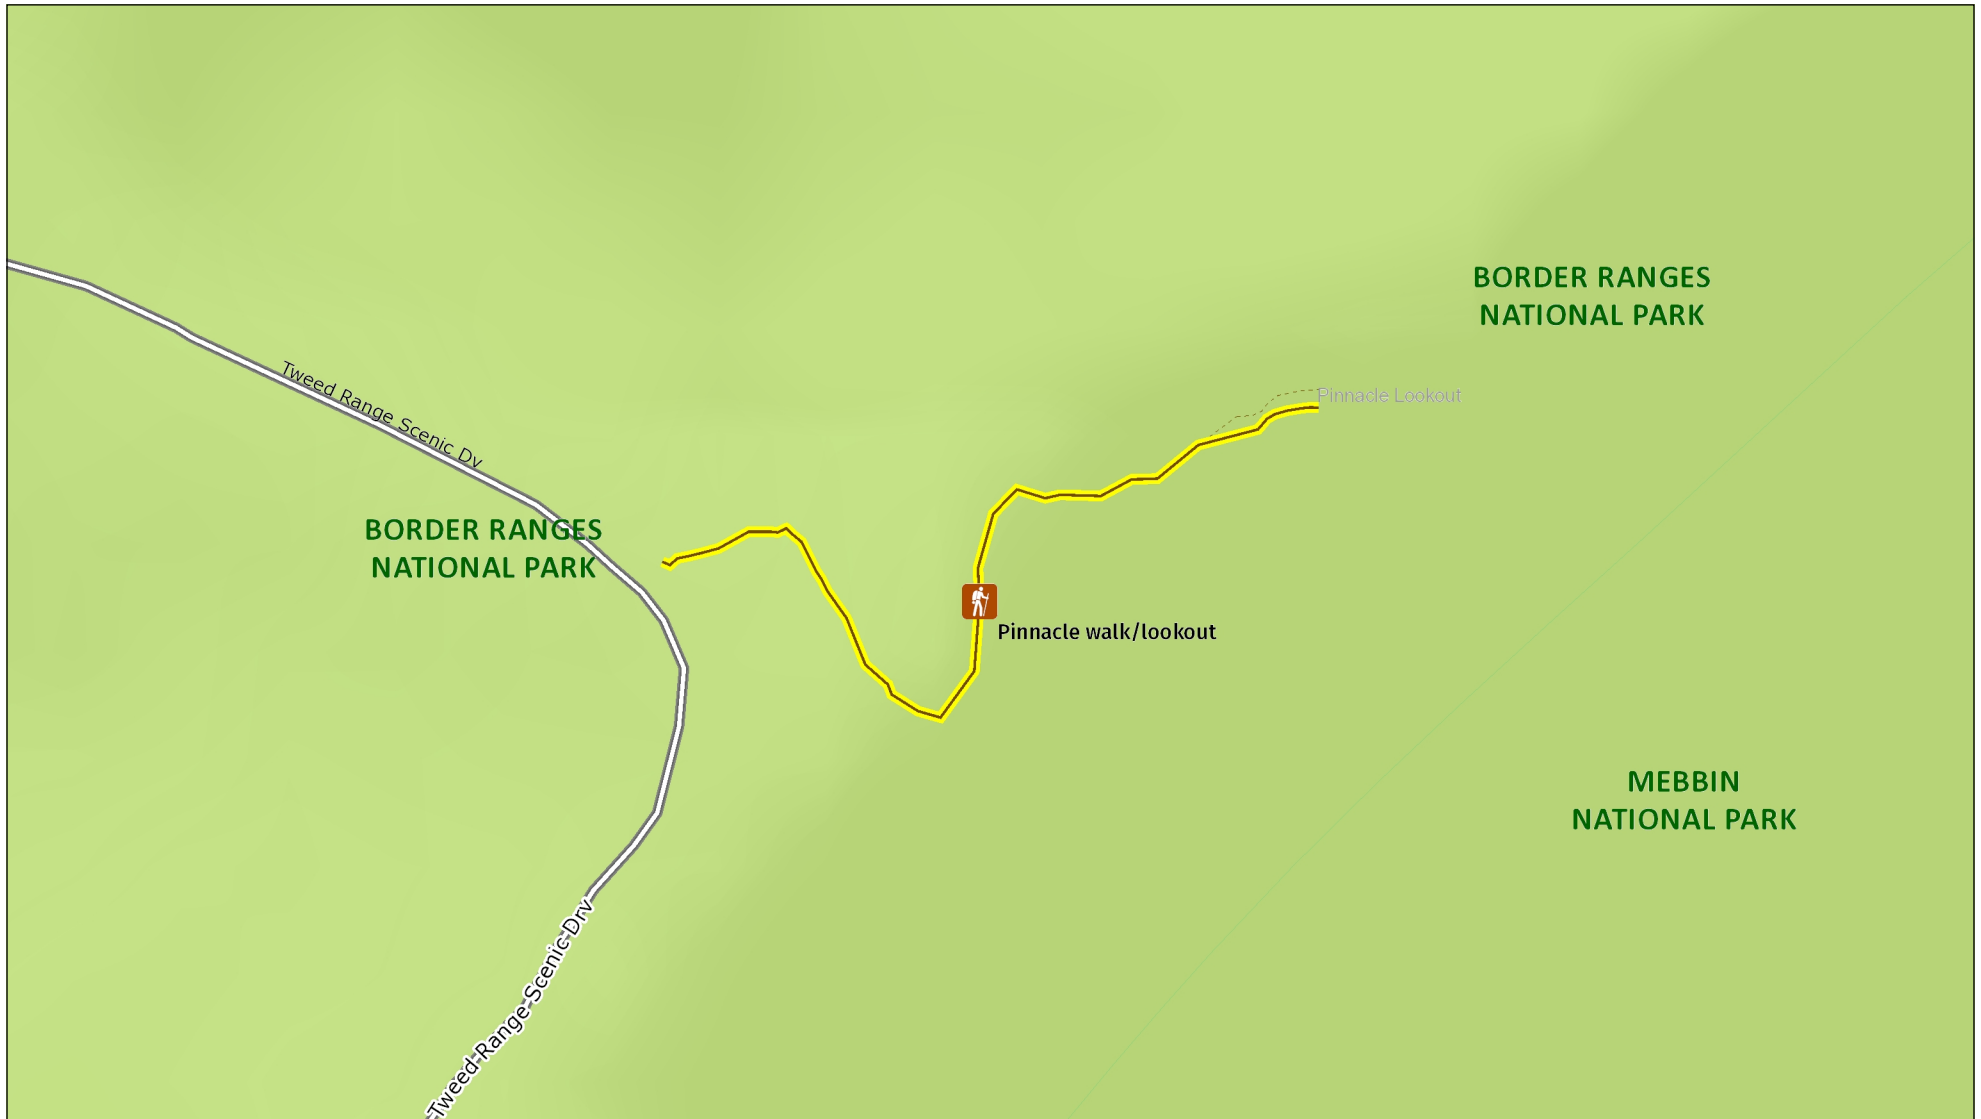 BORDER RANGES
NATIONAL PARK
Tweed Range Scenic Dv
Pinnacle Lookout
BORDER RANGES
NATIONAL PARK
Pinnacle walk/lookout
MEBBIN
NATIONAL PARK
Tweed-Range-Scenic-Drv